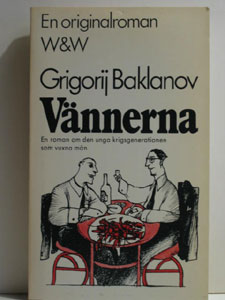 En originalroman
W&W
Grigorij Baklanov
Vännerna
En roman om den unga krigsgenerationen
som vuxna män